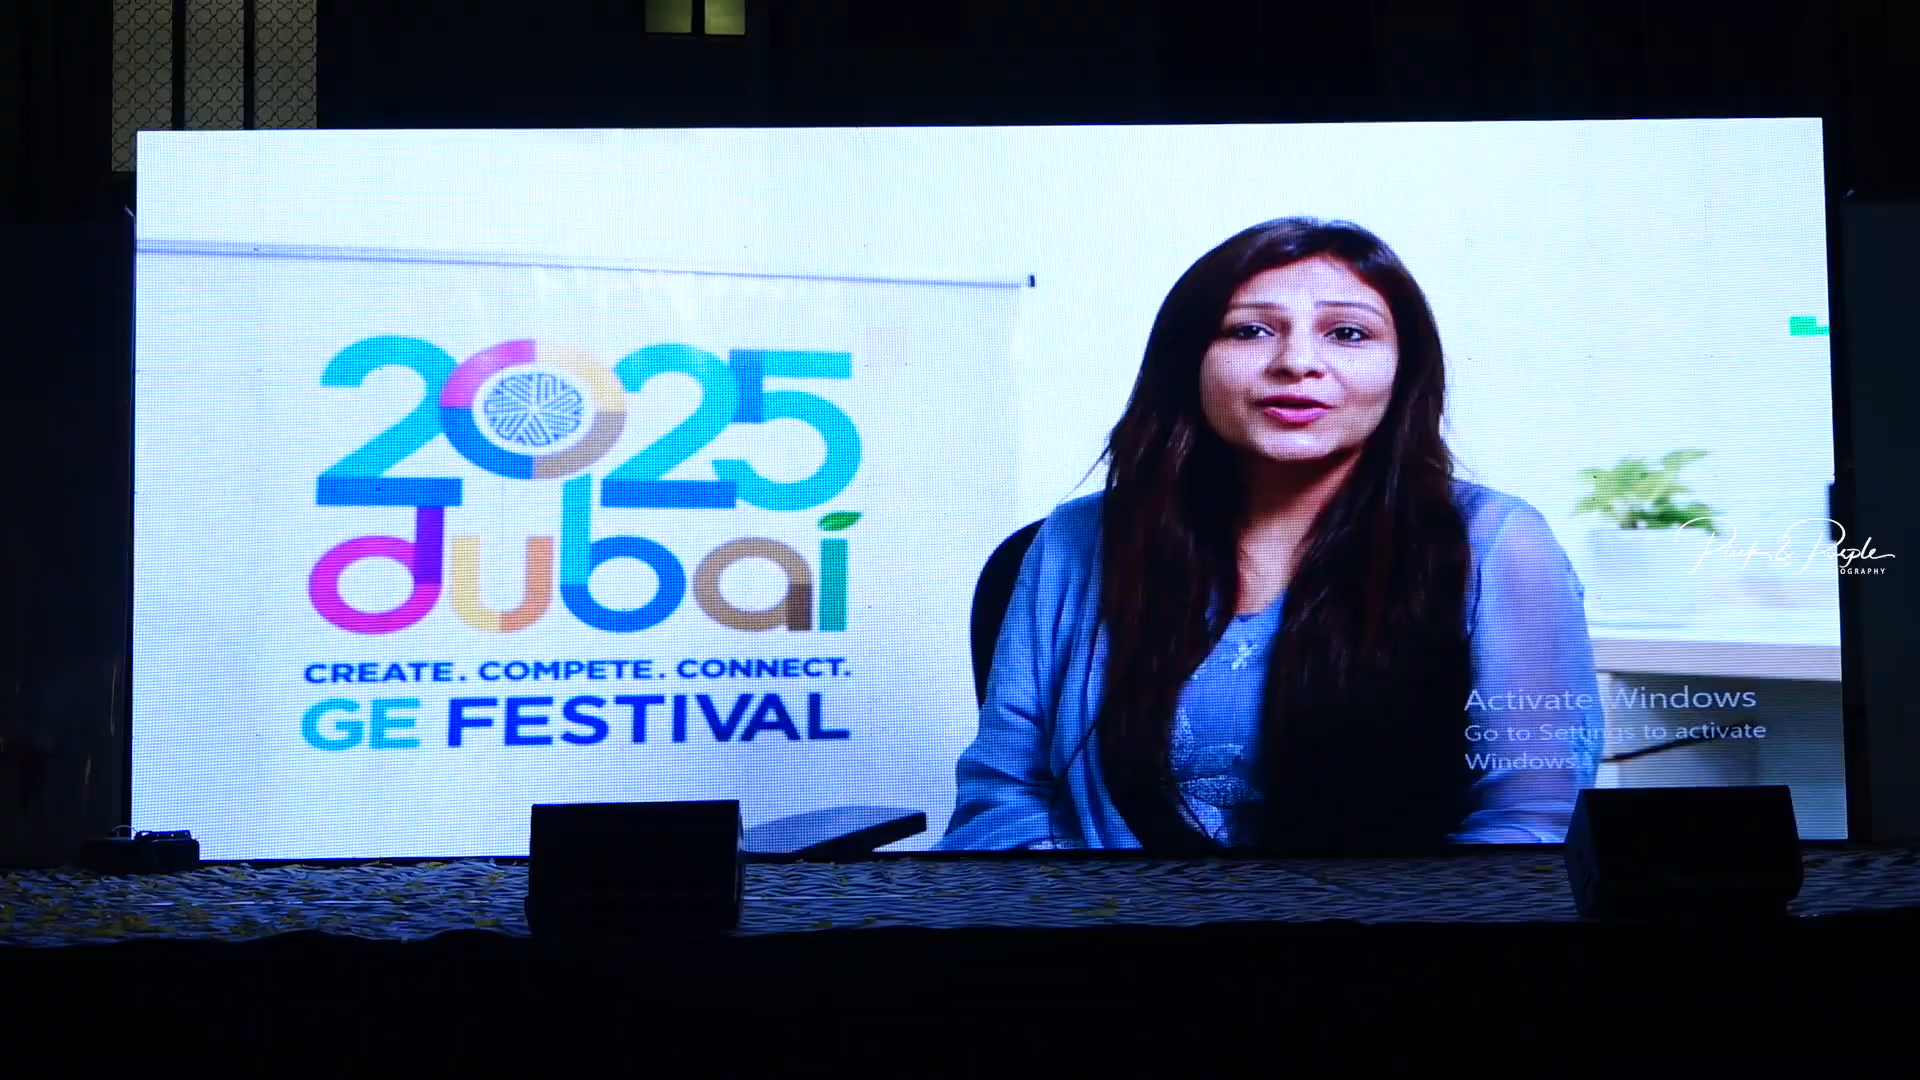 2025
dubai
CREATE. COMPETE. CONNECT.
GE FESTIVAL
Activate Windows
Go to Settings to activate
Windows.